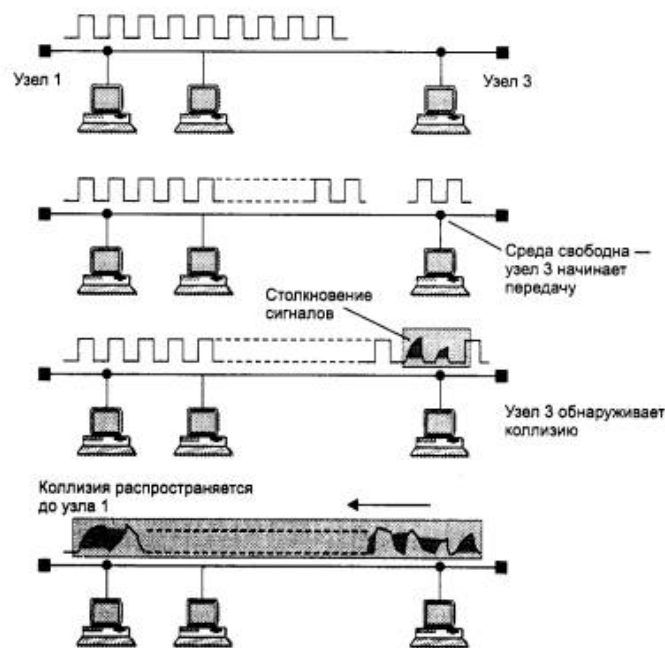 Узел 1
Узел 3
Среда свободна —
узел 3 начинает
передачу
Столкновение
сигналов
Узел 3 обнаруживает
коллизию
Коллизия распространяется
до узла 1